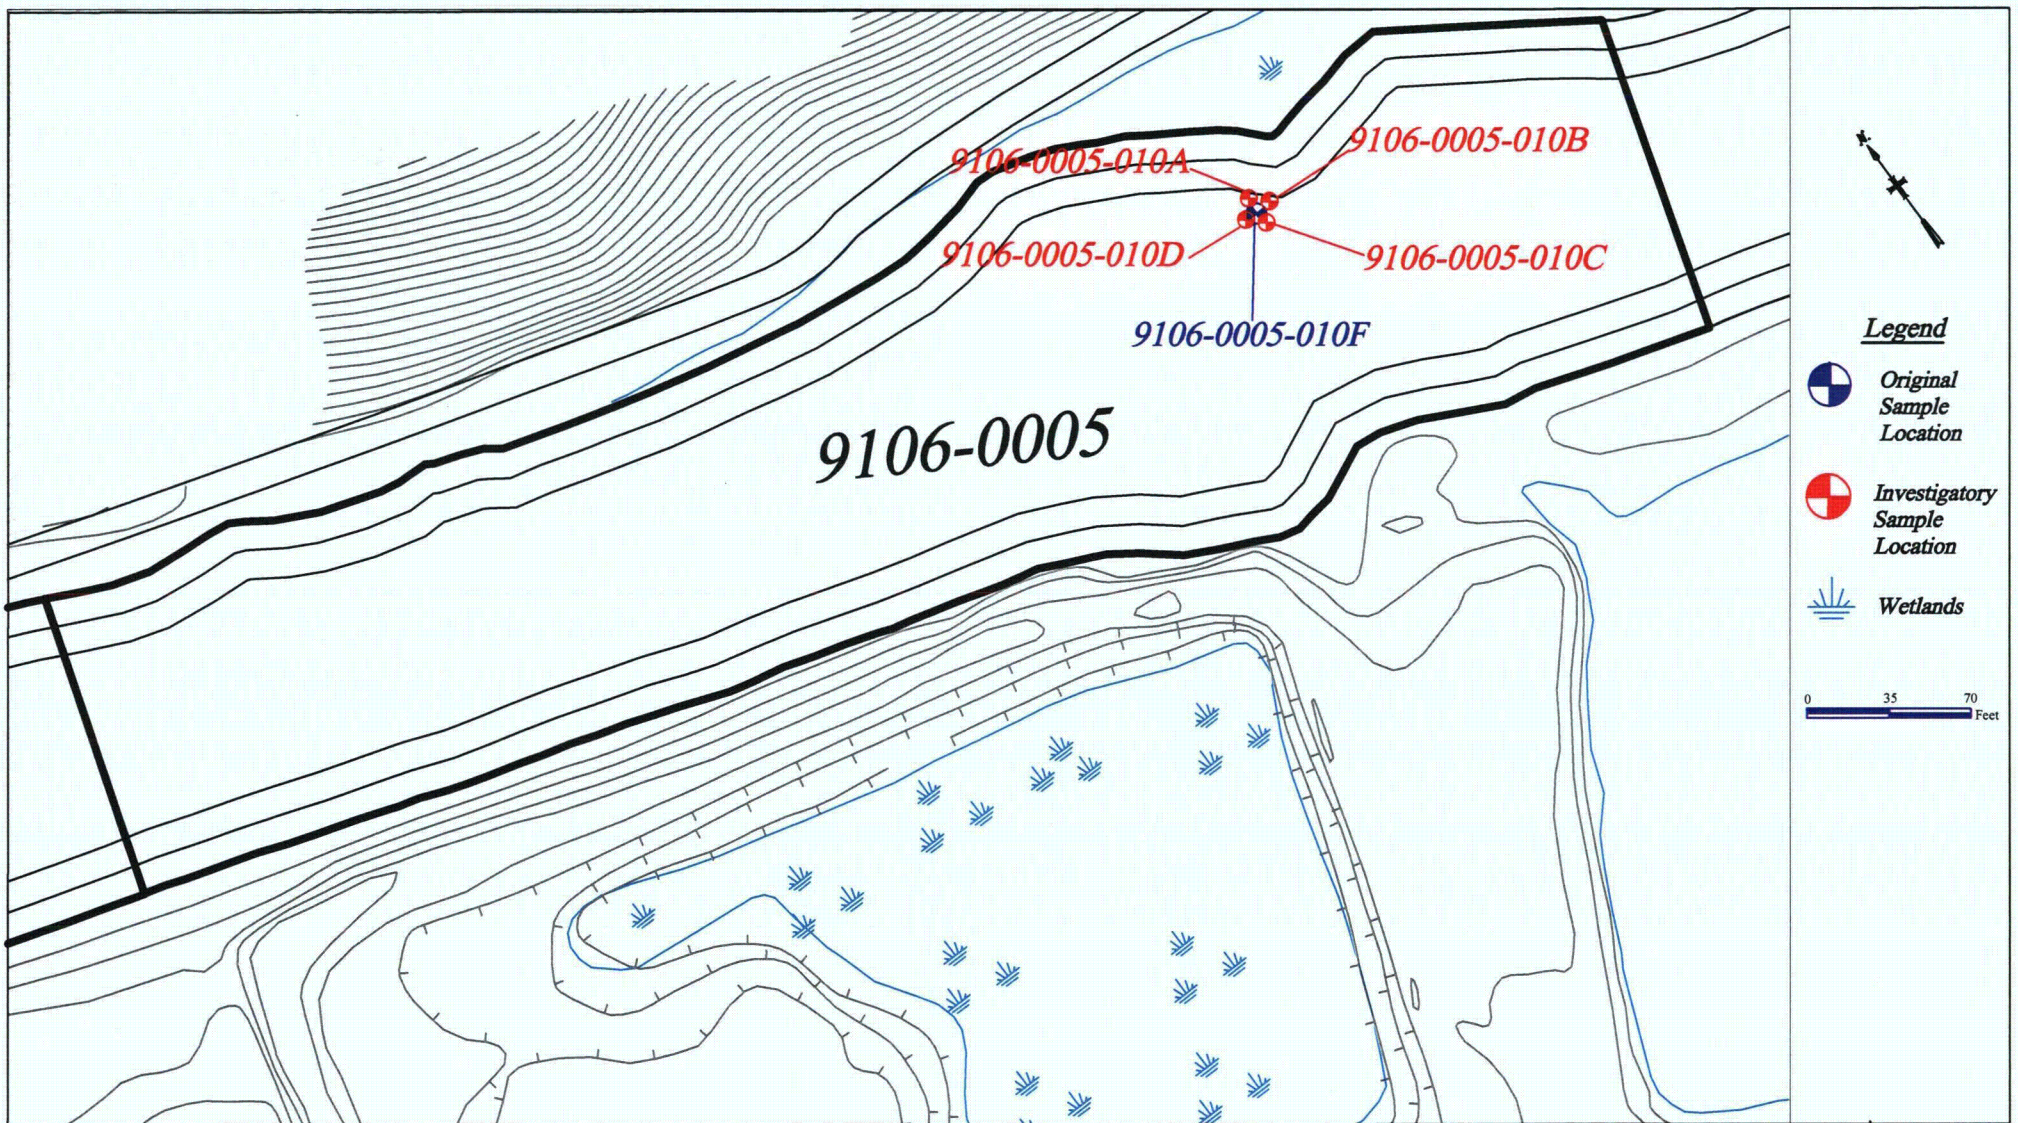 9106-0005-010A
9106-0005-010B
9106-0005-010D
9106-0005-010C
9106-0005-010F
9106-0005
N
Legend
Original
Sample
Location
Investigatory
Sample
Location
Wetlands
0 35 70
Feet